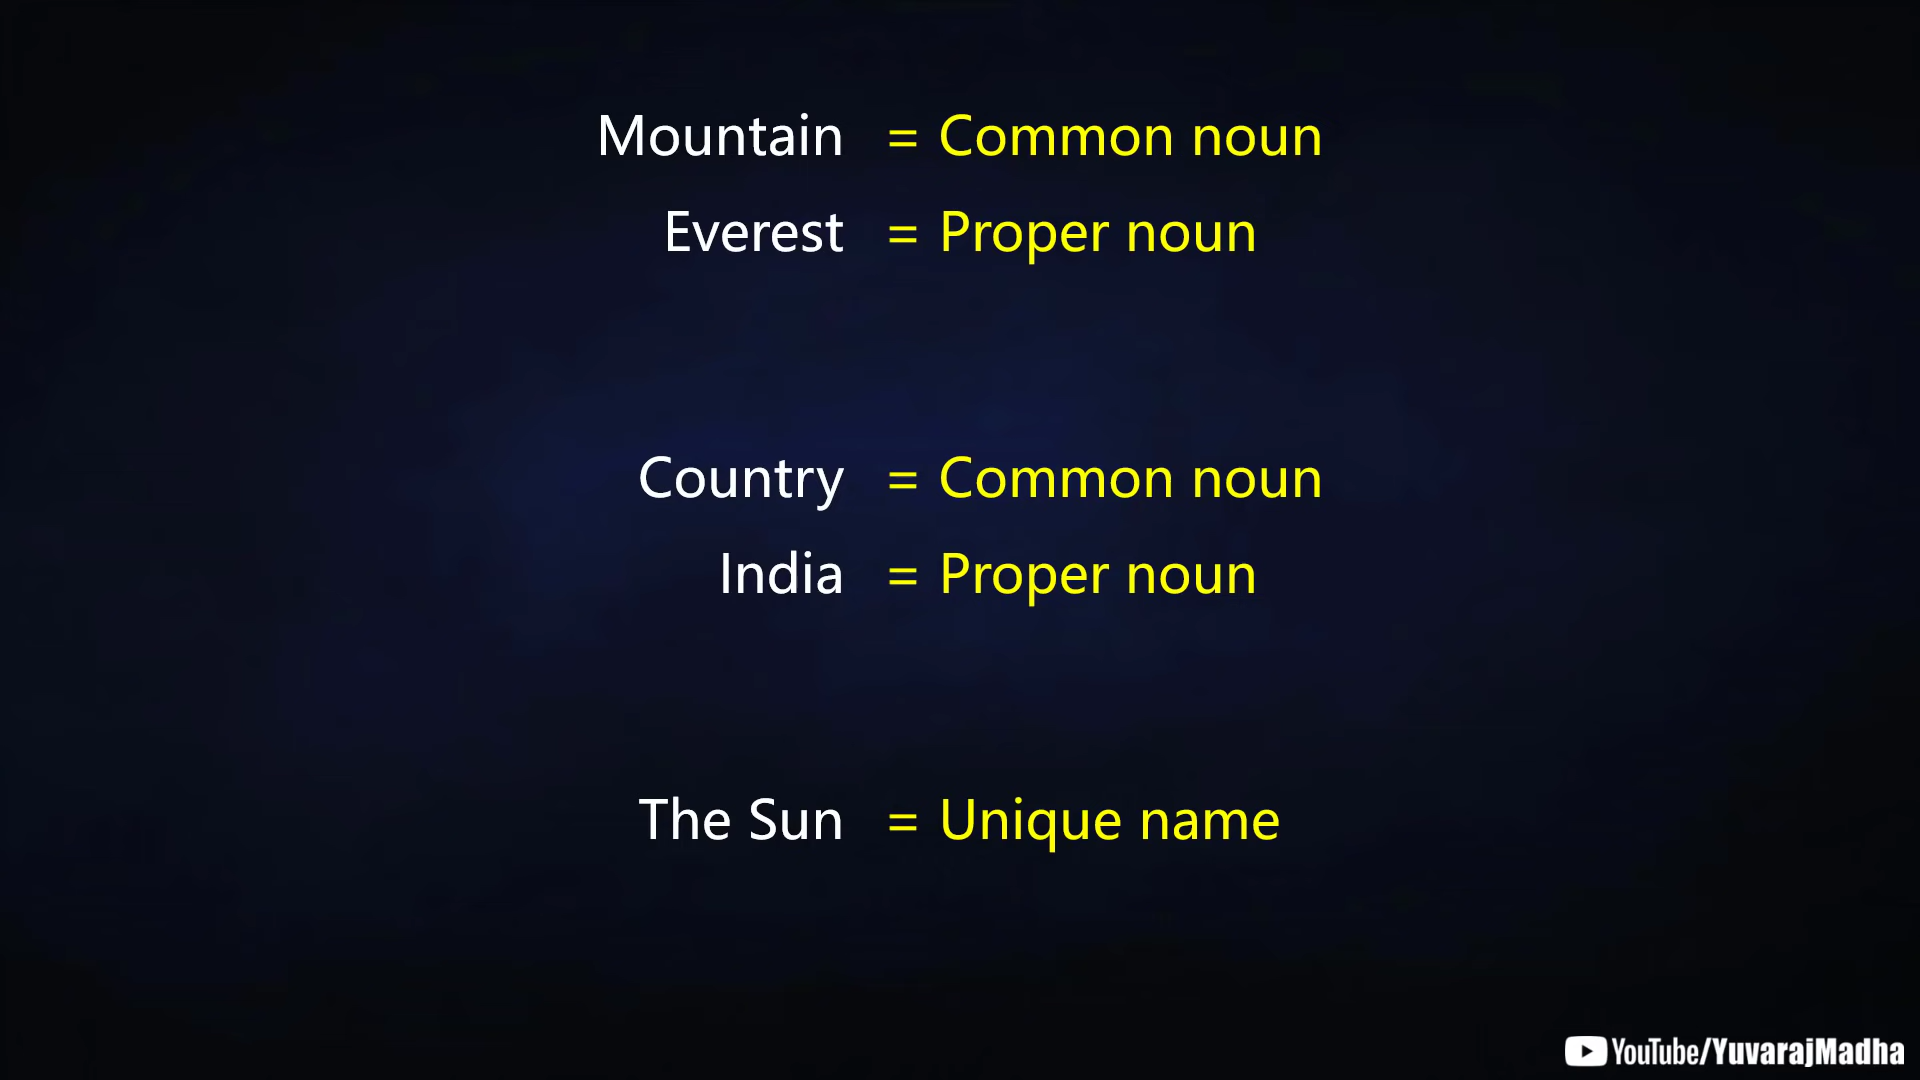 Mountain = Common noun
Everest = Proper noun
Country = Common noun
India = Proper noun
The Sun = Unique name
YouTube/YuvarajMadha